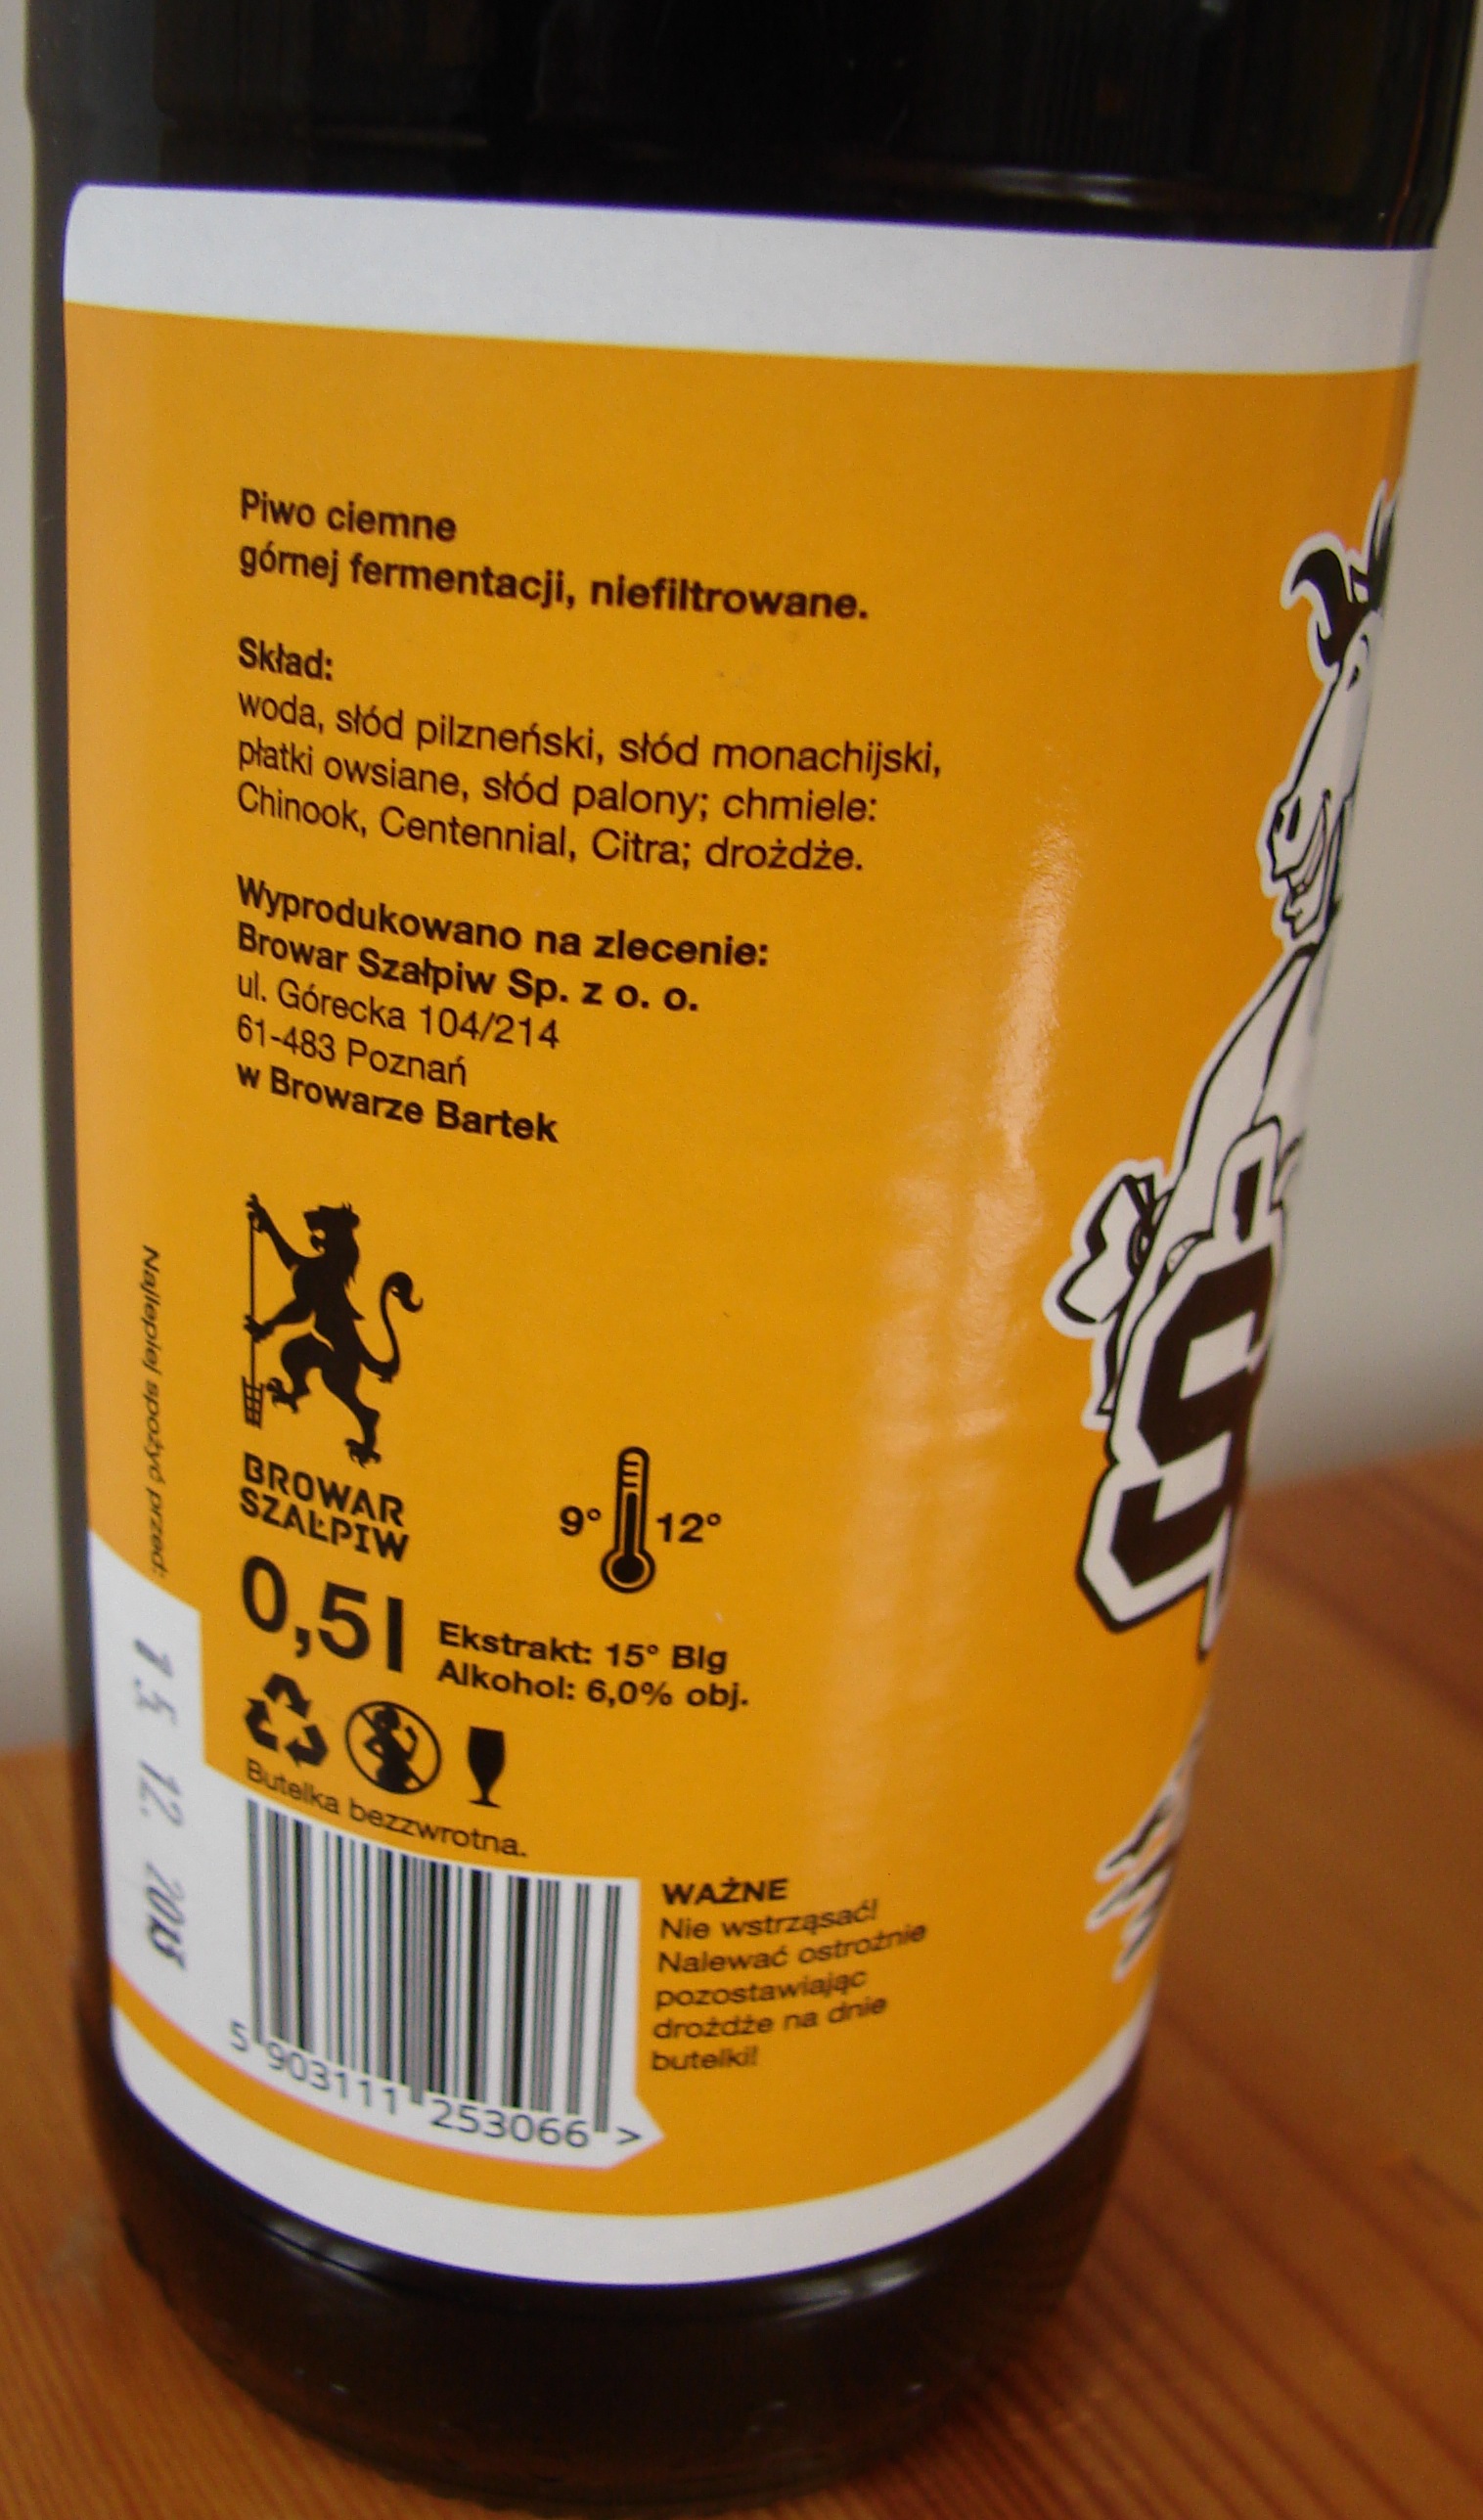 Piwo ciemne
górnej fermentacji, niefiltrowane.
Skład:
woda, słód pilzneński, słód monachijski,
płatki owsiane, słód palony; chmiele:
Chinook, Centennial, Citra; drożdże.
Wyprodukowano na zlecenie:
Browar Szałpiw Sp. z o. o.
ul. Górecka 104/214
61-483 Poznań
w Browarze Bartek
Najlepiej spożyć przed:
BROWAR
SZAŁPIW
9° 12°
0,5l
Ekstrakt: 15° Blg
Alkohol: 6,0% obj.
Butelka bezzwrotna.
WAŻNE
Nie wstrząsać!
Nalewać ostrożnie
pozostawiając
drożdże na dnie
butelki!
5 903111 253066 >
S